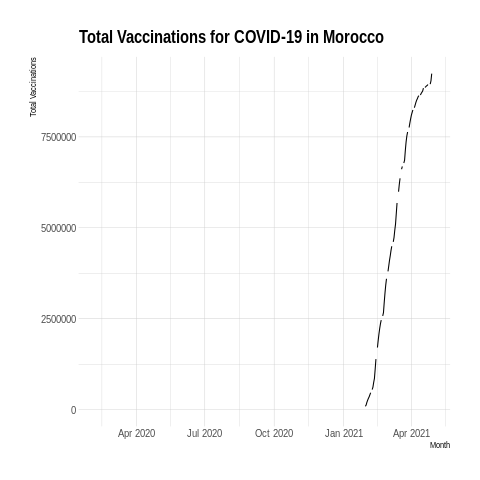 Total Vaccinations for COVID-19 in Morocco
Total Vaccinations
7500000
5000000
2500000
0
Apr 2020 Jul 2020 Oct 2020 Jan 2021 Apr 2021
Month